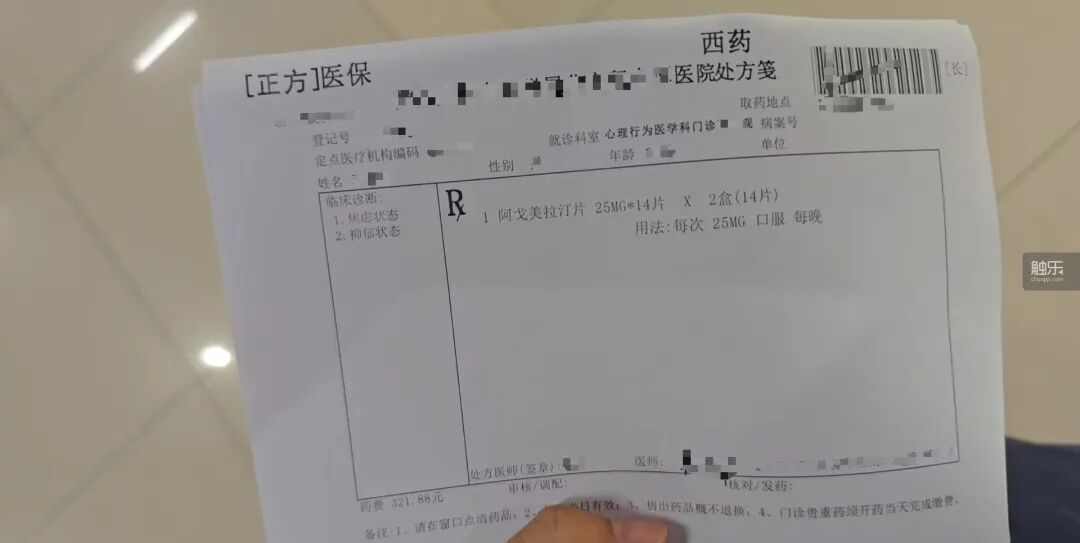 西药
[正方]医保
医院处方笺
[长]
取药地点
登记号
就诊科室 心理行为医学科门诊
或 病案号
定点医疗机构编码
性别
年龄
单位
姓名
临床诊断:
1. 焦虑状态
2. 抑郁状态
R
1 阿戈美拉汀片 25MG*14片 X 2盒(14片)
用法:每次 25MG 口服 每晚
处方医师(签章):
医师:
药费 321.88元
审核/调配:
核对/发药:
备注:1、请在窗口点清药品;2、 当日有效;3、售出药品概不退换;4、门诊贵重药须开药当天完成缴费。
触乐
chuapp.com